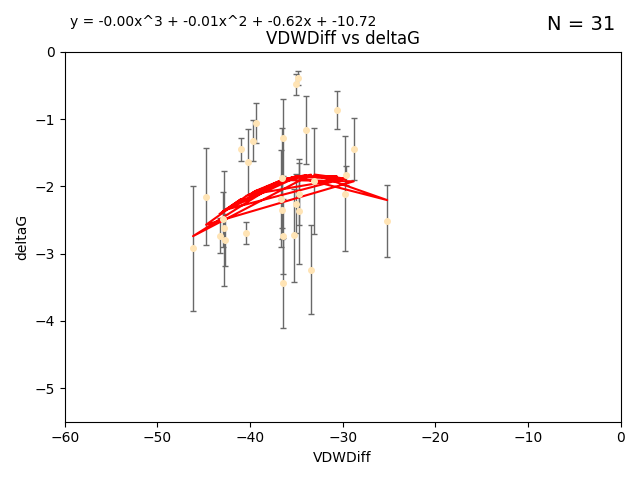 y = -0.00x^3 + -0.01x^2 + -0.62x + -10.72
N = 31
VDWDiff vs deltaG
0
−1
−2
−3
−4
−5
deltaG
−60 −50 −40 −30 −20 −10 0
VDWDiff